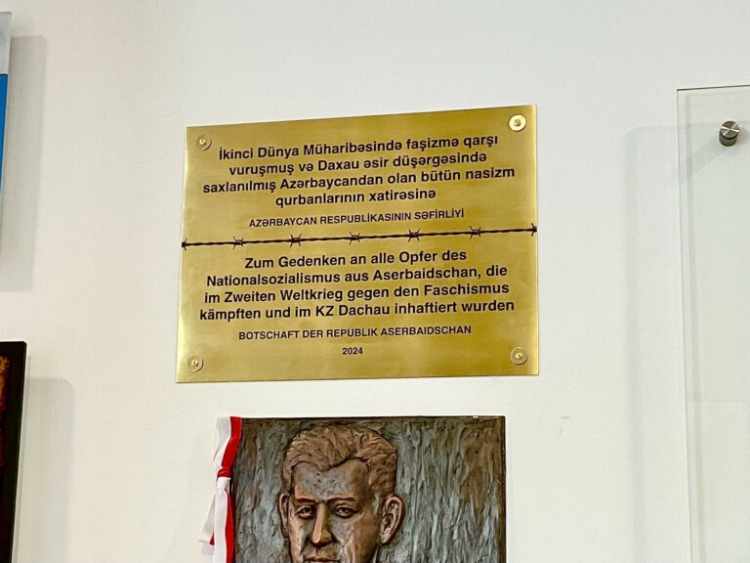 İkinci Dünya Müharibəsində faşizmə qarşı
vuruşmuş və Daxau əsir düşərgəsində
saxlanılmış Azərbaycandan olan bütün nasizm
qurbanlarının xatirəsinə
AZƏRBAYCAN RESPUBLİKASININ SƏFİRLİYİ
Zum Gedenken an alle Opfer des
Nationalsozialismus aus Aserbaidschan, die
im Zweiten Weltkrieg gegen den Faschismus
kämpften und im KZ Dachau inhaftiert wurden
BOTSCHAFT DER REPUBLIK ASERBAIDSCHAN
2024